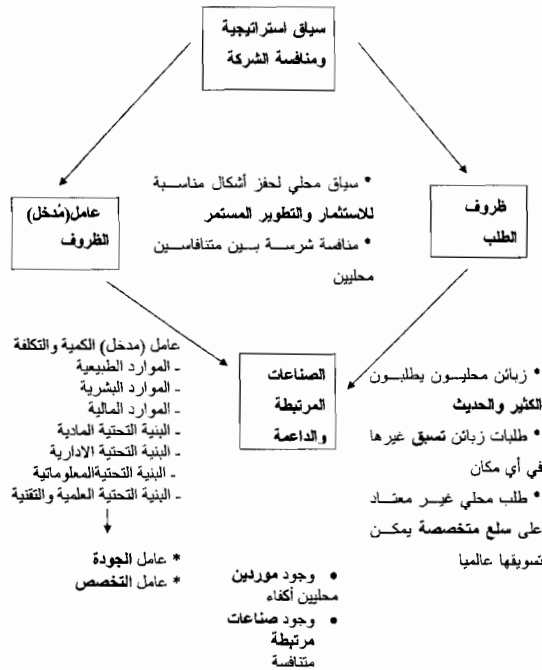 سياق استراتيجية
ومنافسة الشركة
ظروف
الطلب
• سياق محلي لحفز أشكال مناسبة
للاستثمار والتطوير المستمر
• منافسة شرسة بين متنافسين
محليين
عامل(مُدخل)
الظروف
• زبائن محليون يطلبون
الكثير والحديث
• طلبات زبائن تسبق غيرها
في أي مكان
• طلب محلي غير معتاد
على سلع متخصصة يمكن
تسويقها عالميا
الصناعات
المرتبطة
والداعمة
عامل (مدخل) الكمية والتكلفة
- الموارد الطبيعية
- الموارد البشرية
- الموارد المالية
- البنية التحتية المادية
- البنية التحتية الادارية
- البنية التحتيةالمعلوماتية
- البنية التحتية العلمية والتقنية
* عامل الجودة
* عامل التخصص
• وجود موردين
محليين أكفاء
• وجود صناعات
مرتبطة
متنافسة